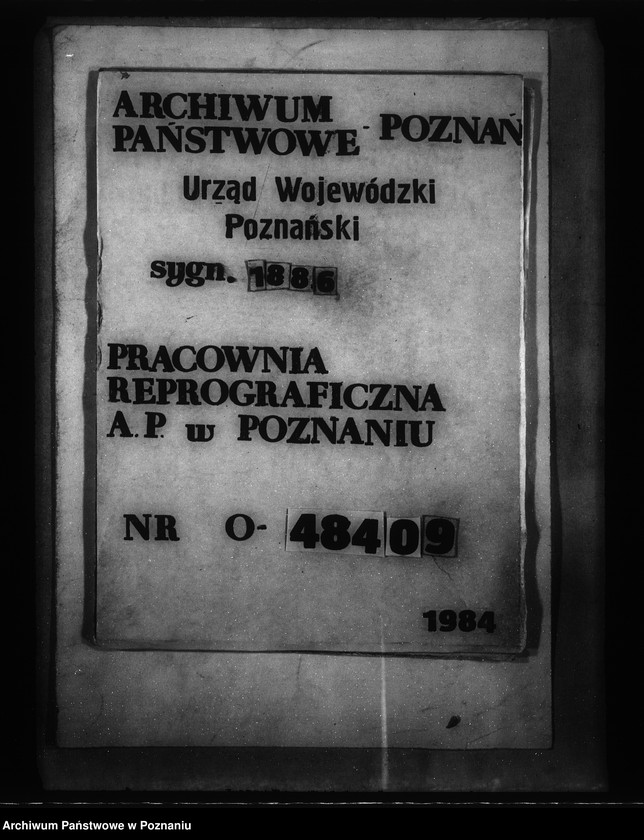 ARCHIWUM
PAŃSTWOWE - POZNAŃ
Urząd Wojewódzki
Poznański
sygn. 1886
PRACOWNIA
REPROGRAFICZNA
A.P. w POZNANIU
NR O-48409
1984
Archiwum Państwowe w Poznaniu